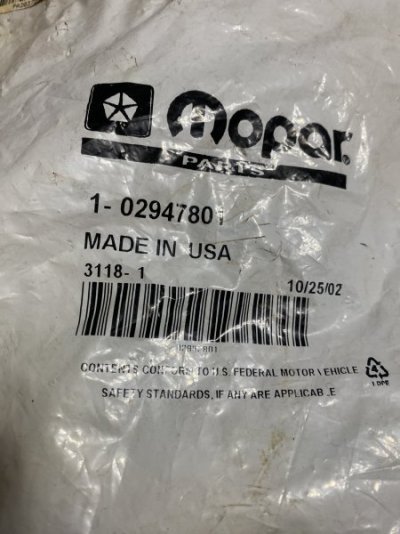 Mopar
PARTS
1- 02947801
MADE IN USA
3118- 1
10/25/02
CONTENTS CONFORM TO U.S. FEDERAL MOTOR VEHICLE
SAFETY STANDARDS, IF ANY ARE APPLICAB.E
4
LDPE